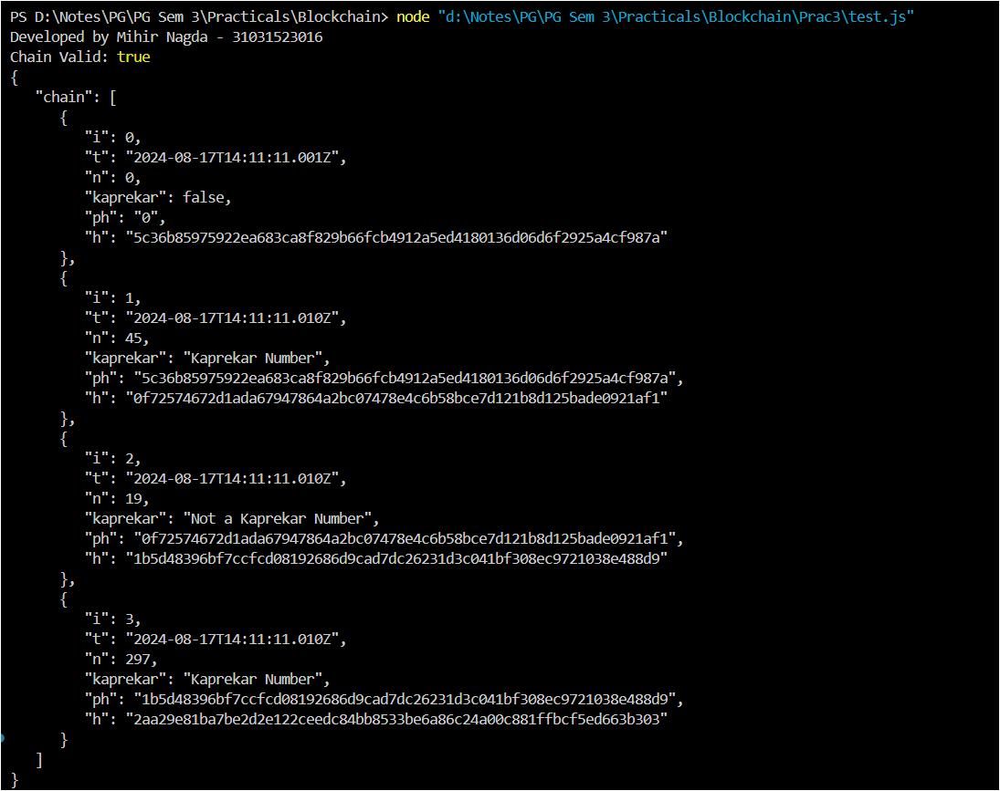 PS D:\Notes\PG\PG Sem 3\Practicals\Blockchain> node "d:\Notes\PG\PG Sem 3\Practicals\Blockchain\Prac3\test.js"
Developed by Mihir Nagda - 31031523016
Chain Valid: true
{
   "chain": [
      {
         "i": 0,
         "t": "2024-08-17T14:11:11.001Z",
         "n": 0,
         "kaprekar": false,
         "ph": "0",
         "h": "5c36b85975922ea683ca8f829b66fcb4912a5ed4180136d06d6f2925a4cf987a"
      },
      {
         "i": 1,
         "t": "2024-08-17T14:11:11.010Z",
         "n": 45,
         "kaprekar": "Kaprekar Number",
         "ph": "5c36b85975922ea683ca8f829b66fcb4912a5ed4180136d06d6f2925a4cf987a",
         "h": "0f72574672d1ada67947864a2bc07478e4c6b58bce7d121b8d125bade0921af1"
      },
      {
         "i": 2,
         "t": "2024-08-17T14:11:11.010Z",
         "n": 19,
         "kaprekar": "Not a Kaprekar Number",
         "ph": "0f72574672d1ada67947864a2bc07478e4c6b58bce7d121b8d125bade0921af1",
         "h": "1b5d48396bf7ccfcd08192686d9cad7dc26231d3c041bf308ec9721038e488d9"
      },
      {
         "i": 3,
         "t": "2024-08-17T14:11:11.010Z",
         "n": 297,
         "kaprekar": "Kaprekar Number",
         "ph": "1b5d48396bf7ccfcd08192686d9cad7dc26231d3c041bf308ec9721038e488d9",
         "h": "2aa29e81ba7be2d2e122ceedc84bb8533be6a86c24a00c881ffbcf5ed663b303"
      }
   ]
}